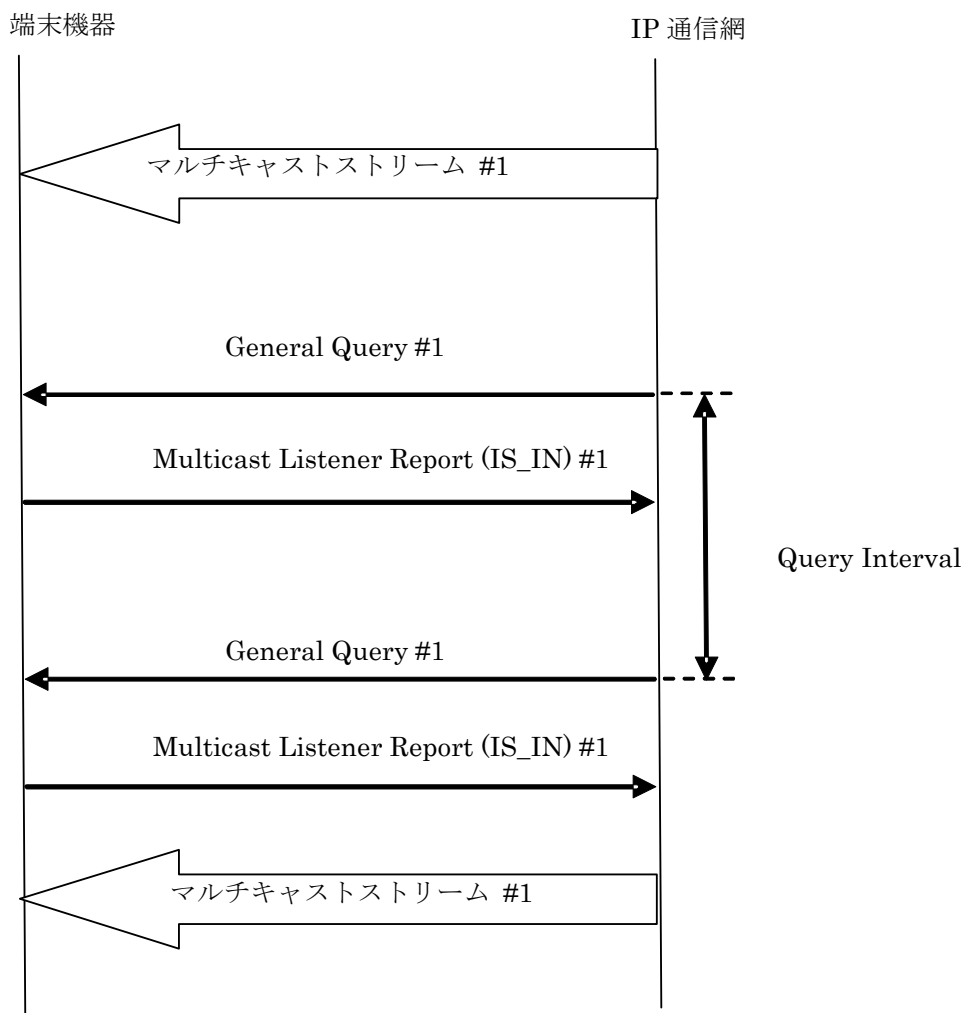 端末機器
IP 通信網
マルチキャストストリーム #1
General Query #1
Multicast Listener Report (IS_IN) #1
Query Interval
General Query #1
Multicast Listener Report (IS_IN) #1
マルチキャストストリーム #1